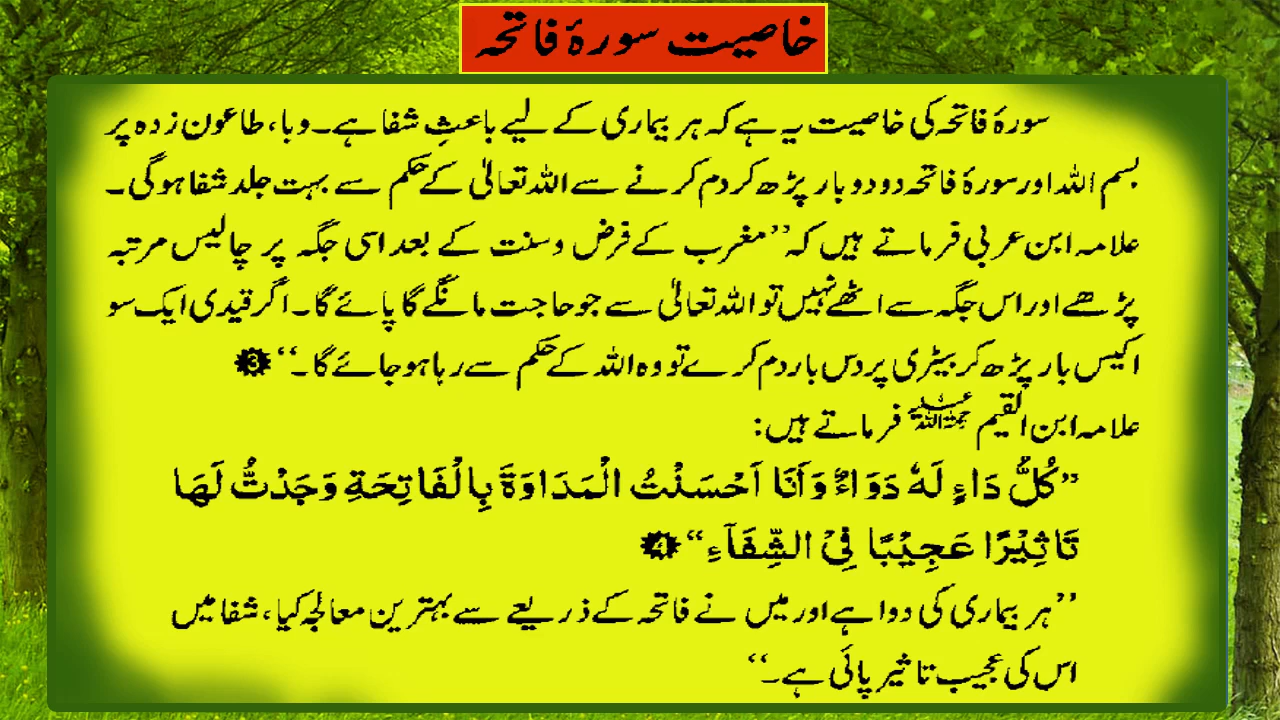 خاصیت سورۂ فاتحہ
سورۂ فاتحہ کی خاصیت یہ ہے کہ ہر بیماری کے لیے باعثِ شفا ہے۔ وبا، طاعون زدہ پر
بسم اللہ اور سورۂ فاتحہ دو دو بار پڑھ کر دم کرنے سے اللہ تعالیٰ کے حکم سے بہت جلد شفا ہوگی۔
علامہ ابن عربی فرماتے ہیں کہ ’’مغرب کے فرض و سنت کے بعد اسی جگہ پر چالیس مرتبہ
پڑھے اور اس جگہ سے اٹھے نہیں تو اللہ تعالیٰ سے جو حاجت مانگے گا پائے گا۔ اگر قیدی ایک سو
اکیس بار پڑھ کر بیڑی پر دس بار دم کرے تو وہ اللہ کے حکم سے رہا ہو جائے گا۔‘‘ 3
علامہ ابن القیم رحمۃ اللہ علیہ فرماتے ہیں:
”كُلُّ دَاءٍ لَهٗ دَوَاءٌ وَأَنَا اَحْسَنْتُ الْمَدَاوَةَ بِالْفَاتِحَةِ وَجَدْتُّ لَهَا
تَاثِيْرًا عَجِيْبًا فِيْ الشِّفَآءِ“ 4
’’ہر بیماری کی دوا ہے اور میں نے فاتحہ کے ذریعے سے بہترین معالجہ کیا، شفا میں
اس کی عجیب تاثیر پائی ہے۔‘‘